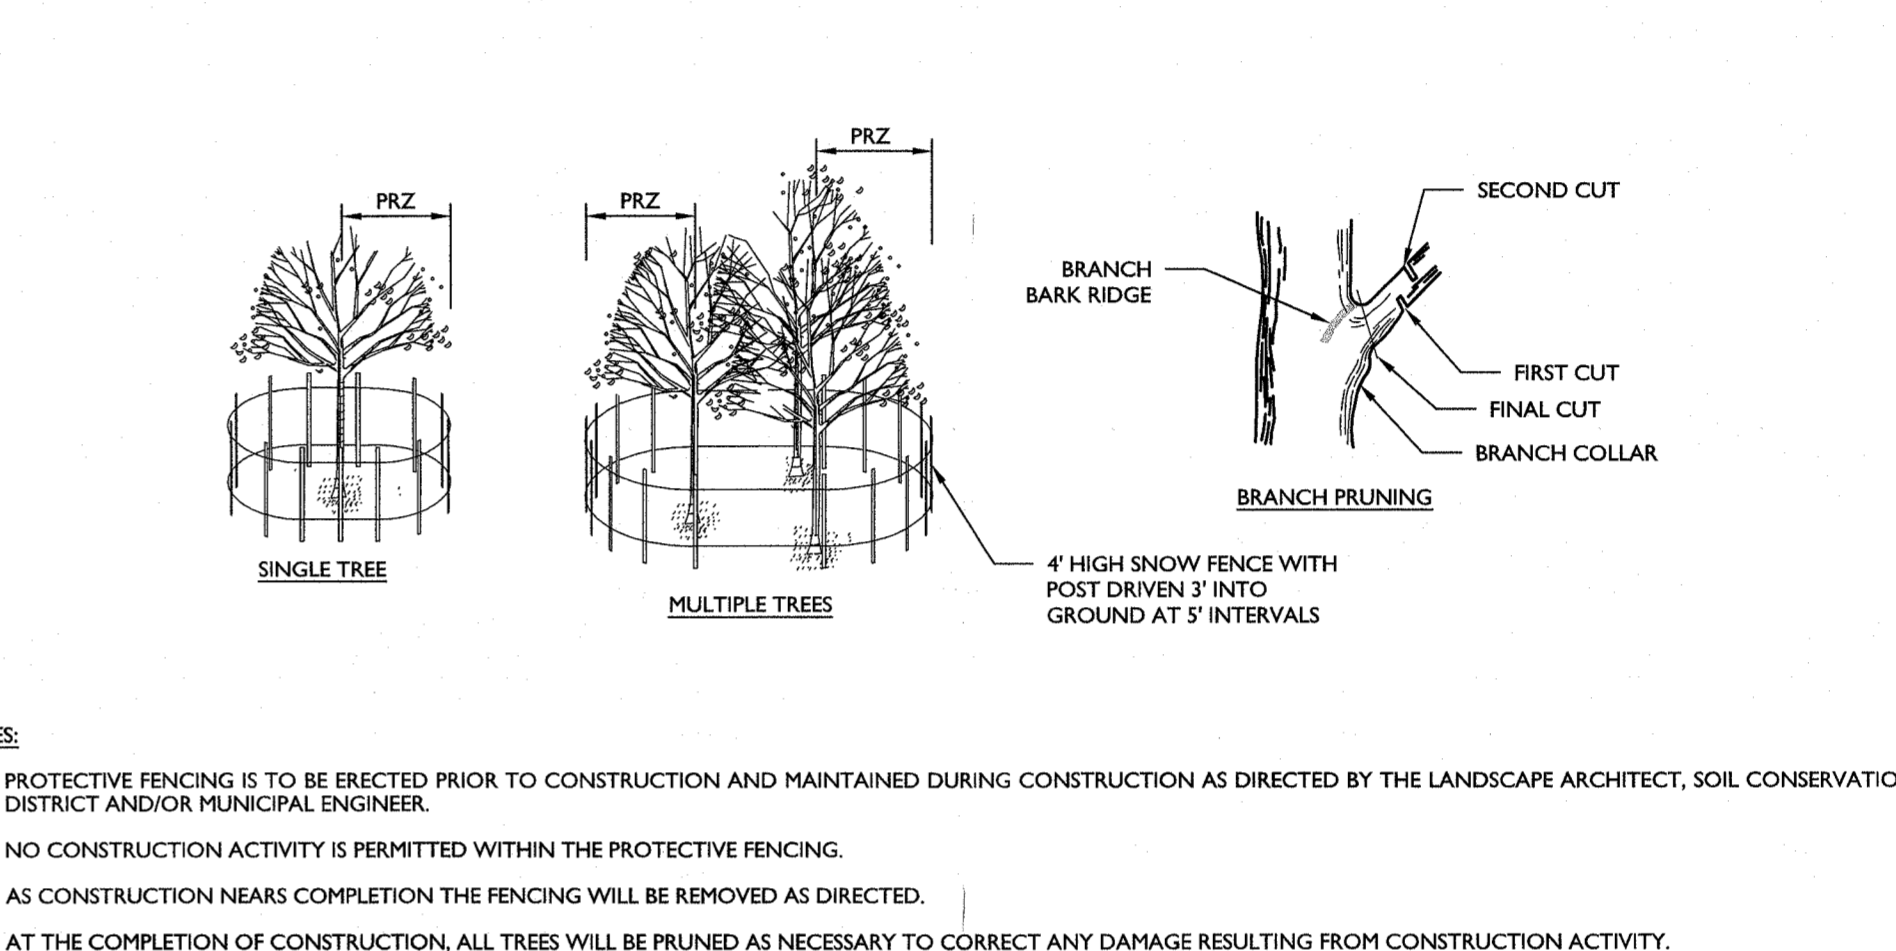 PRZ
SINGLE TREE
PRZ
PRZ
MULTIPLE TREES
4' HIGH SNOW FENCE WITH
POST DRIVEN 3' INTO
GROUND AT 5' INTERVALS
BRANCH
BARK RIDGE
SECOND CUT
FIRST CUT
FINAL CUT
BRANCH COLLAR
BRANCH PRUNING
ES:
PROTECTIVE FENCING IS TO BE ERECTED PRIOR TO CONSTRUCTION AND MAINTAINED DURING CONSTRUCTION AS DIRECTED BY THE LANDSCAPE ARCHITECT, SOIL CONSERVATIO
DISTRICT AND/OR MUNICIPAL ENGINEER.
NO CONSTRUCTION ACTIVITY IS PERMITTED WITHIN THE PROTECTIVE FENCING.
AS CONSTRUCTION NEARS COMPLETION THE FENCING WILL BE REMOVED AS DIRECTED.
AT THE COMPLETION OF CONSTRUCTION, ALL TREES WILL BE PRUNED AS NECESSARY TO CORRECT ANY DAMAGE RESULTING FROM CONSTRUCTION ACTIVITY.